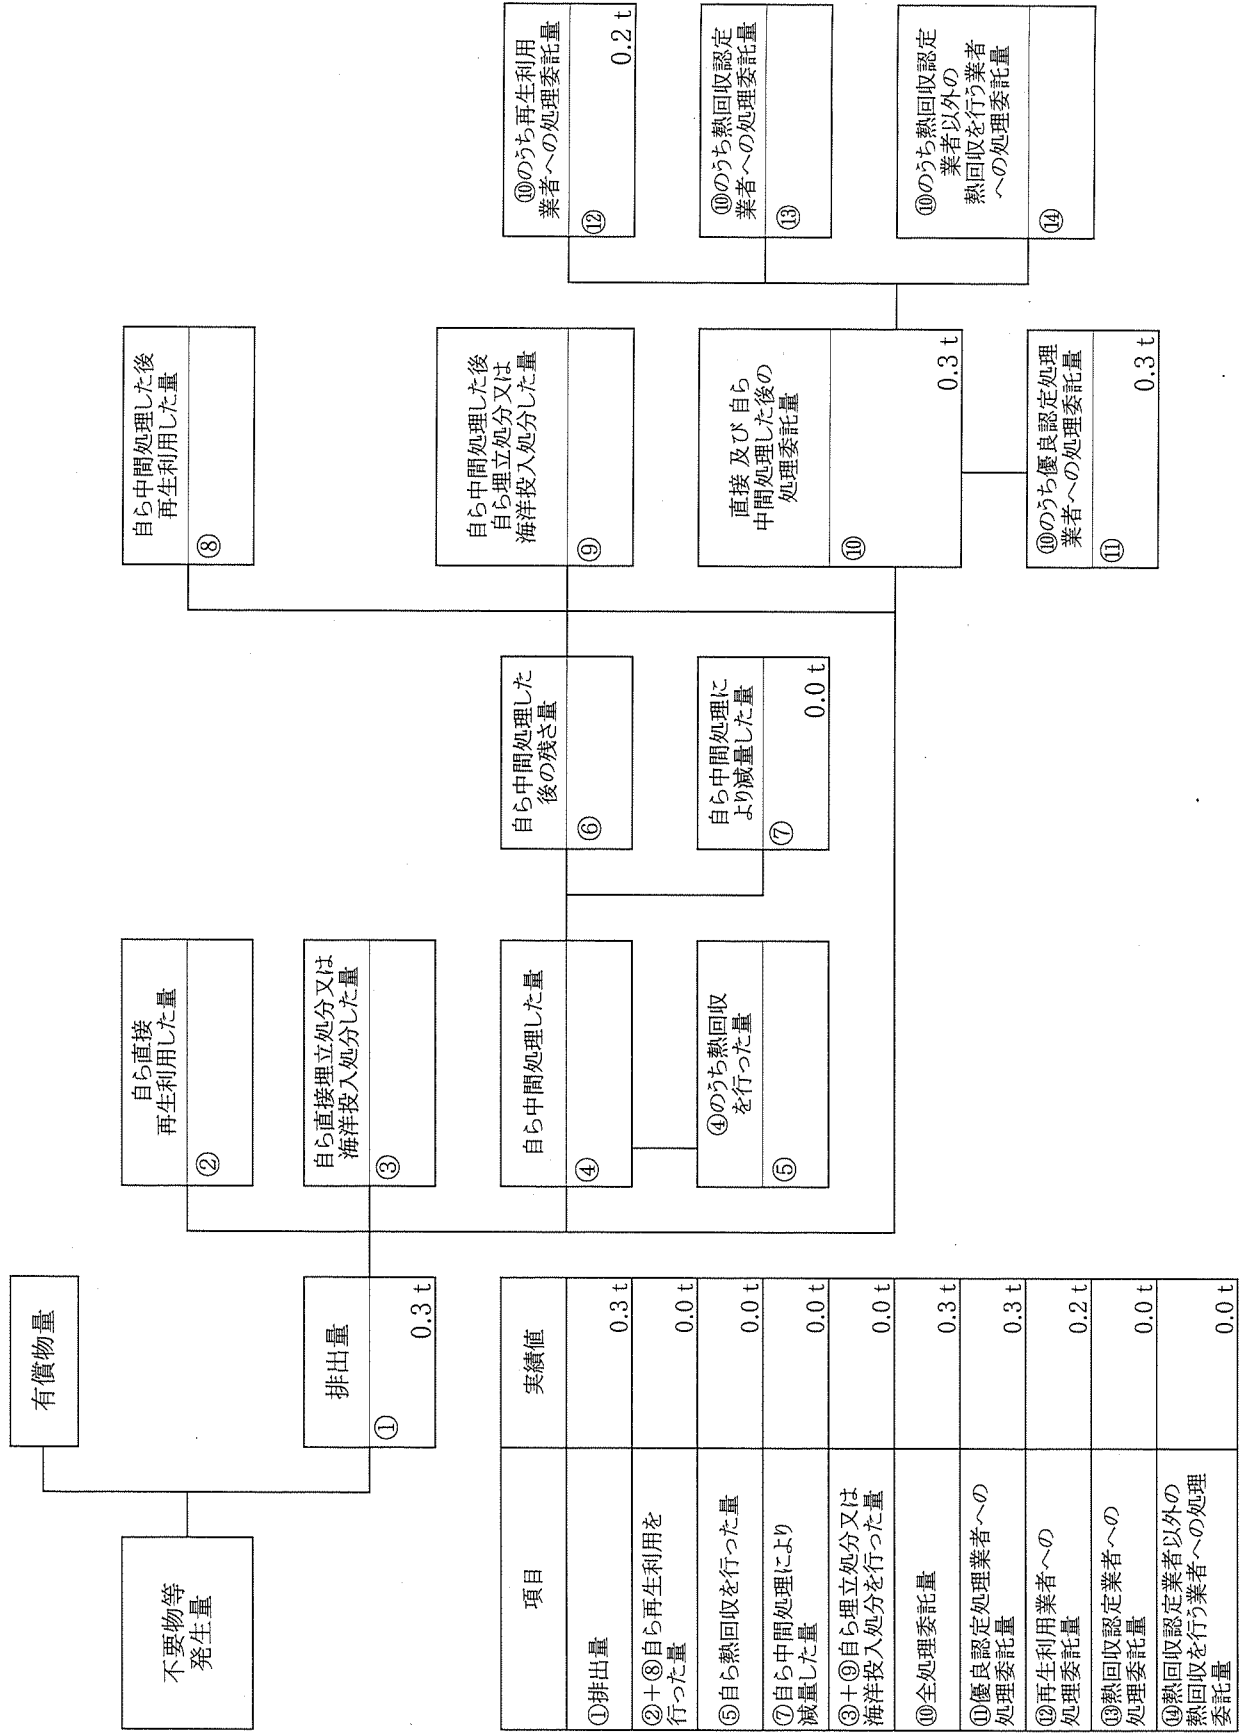 有償物量
不要物等
発生量
排出量
①
0.3 t
自ら直接
再生利用した量
②
自ら直接埋立処分又は
海洋投入処分した量
③
自ら中間処理した量
④
④のうち熱回収
を行った量
⑤
自ら中間処理した
後の残さ量
⑥
自ら中間処理に
より減量した量
⑦
0.0 t
自ら中間処理した後
再生利用した量
⑧
自ら中間処理した後
自ら埋立処分又は
海洋投入処分した量
⑨
直接 及び 自ら
中間処理した後の
処理委託量
⑩
0.3 t
⑩のうち優良認定処理
業者への処理委託量
⑪
0.3 t
⑩のうち再生利用
業者への処理委託量
⑫
0.2 t
⑩のうち熱回収認定
業者への処理委託量
⑬
⑩のうち熱回収認定
業者以外の
熱回収を行う業者
への処理委託量
⑭
項目 実績値
①排出量 0.3 t
②+⑧自ら再生利用を
行った量 0.0 t
⑤自ら熱回収を行った量 0.0 t
⑦自ら中間処理により
減量した量 0.0 t
③+⑨自ら埋立処分又は
海洋投入処分を行った量 0.0 t
⑩全処理委託量 0.3 t
⑪優良認定処理業者への
処理委託量 0.3 t
⑫再生利用業者への
処理委託量 0.2 t
⑬熱回収認定業者への
処理委託量 0.0 t
⑭熱回収認定業者以外の
熱回収を行う業者への処理
委託量 0.0 t